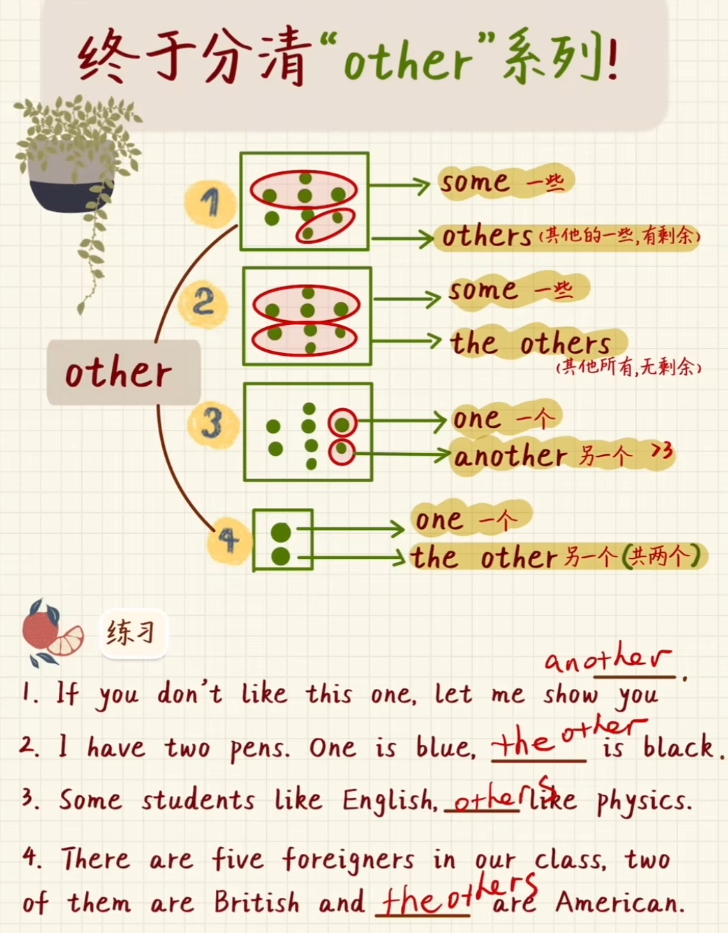 终于分清“other”系列!
other
1
some 一些
others(其他的一些,有剩余)
2
some 一些
the others
(其他所有,无剩余)
3
one 一个
another 另一个 >3
4
one 一个
the other 另一个(共两个)
练习
another.
1. If you don't like this one, let me show you
2. I have two pens. One is blue, the other is black.
3. Some students like English, others like physics.
4. There are five foreigners in our class, two
of them are British and the others are American.